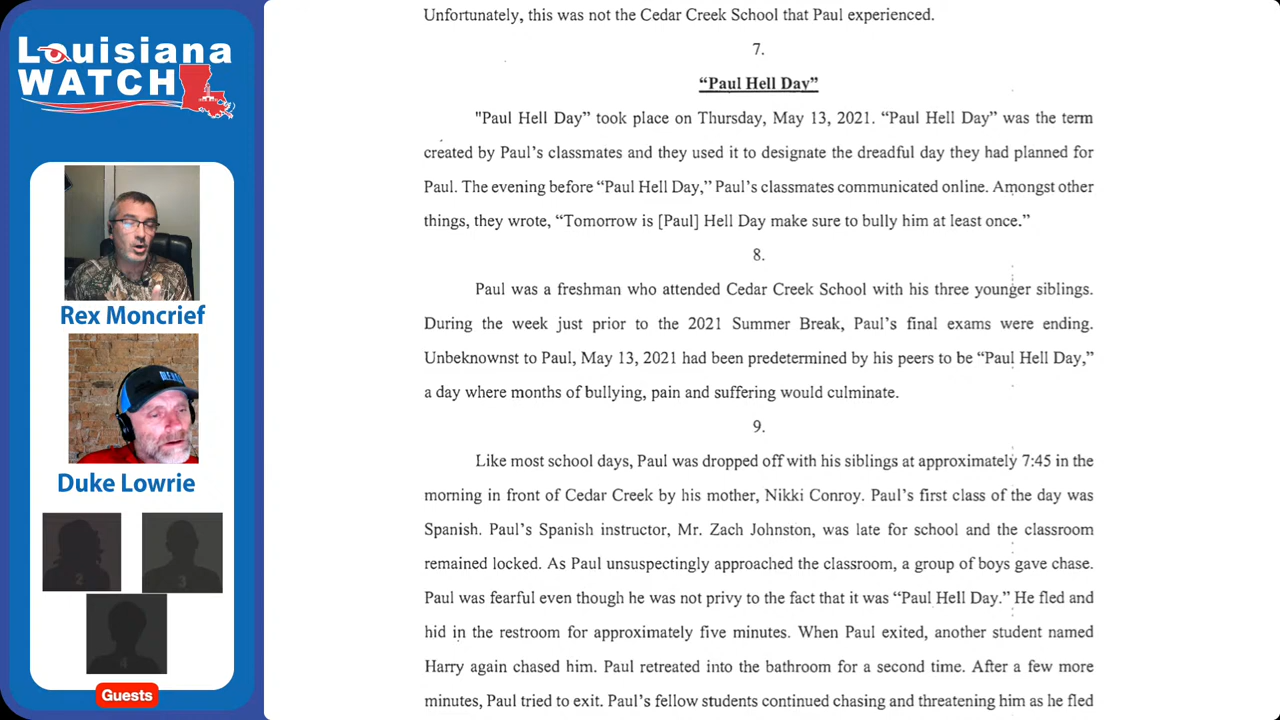 Louisiana
WATCH
Rex Moncrief
Duke Lowrie
2
3
4
Guests
Unfortunately, this was not the Cedar Creek School that Paul experienced.
7.
“Paul Hell Day”
"Paul Hell Day” took place on Thursday, May 13, 2021. “Paul Hell Day” was the term
created by Paul’s classmates and they used it to designate the dreadful day they had planned for
Paul. The evening before “Paul Hell Day,” Paul’s classmates communicated online. Amongst other
things, they wrote, “Tomorrow is [Paul] Hell Day make sure to bully him at least once.”
8.
Paul was a freshman who attended Cedar Creek School with his three younger siblings.
During the week just prior to the 2021 Summer Break, Paul’s final exams were ending.
Unbeknownst to Paul, May 13, 2021 had been predetermined by his peers to be “Paul Hell Day,”
a day where months of bullying, pain and suffering would culminate.
9.
Like most school days, Paul was dropped off with his siblings at approximately 7:45 in the
morning in front of Cedar Creek by his mother, Nikki Conroy. Paul’s first class of the day was
Spanish. Paul’s Spanish instructor, Mr. Zach Johnston, was late for school and the classroom
remained locked. As Paul unsuspectingly approached the classroom, a group of boys gave chase.
Paul was fearful even though he was not privy to the fact that it was “Paul Hell Day.” He fled and
hid in the restroom for approximately five minutes. When Paul exited, another student named
Harry again chased him. Paul retreated into the bathroom for a second time. After a few more
minutes, Paul tried to exit. Paul’s fellow students continued chasing and threatening him as he fled